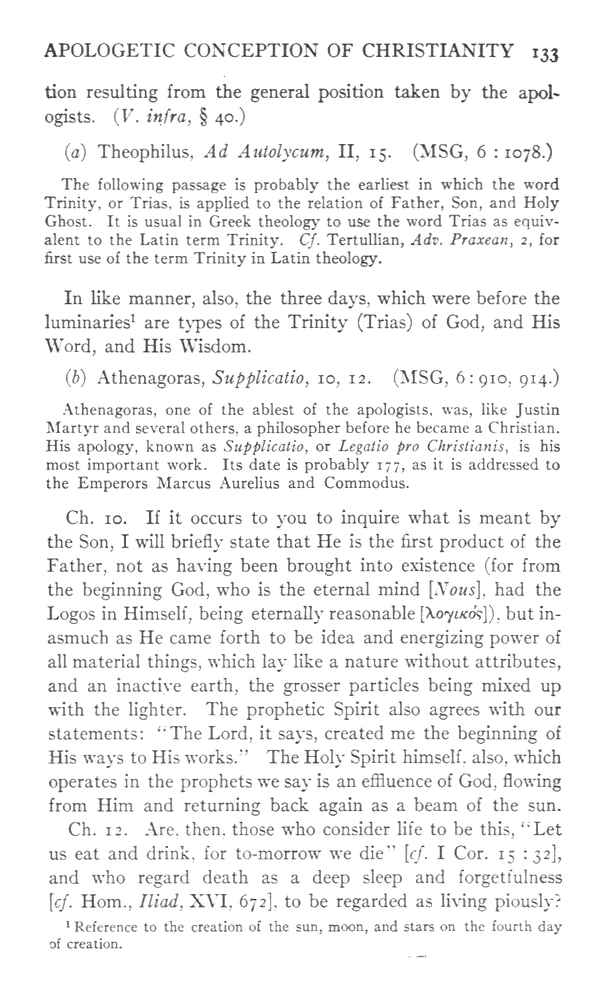 APOLOGETIC CONCEPTION OF CHRISTIANITY 133
tion resulting from the general position taken by the apol-
ogists. (V. infra, § 40.)
(a) Theophilus, Ad Autolycum, II, 15. (MSG, 6 : 1078.)
The following passage is probably the earliest in which the word
Trinity, or Trias, is applied to the relation of Father, Son, and Holy
Ghost. It is usual in Greek theology to use the word Trias as equiv-
alent to the Latin term Trinity. Cf. Tertullian, Adv. Praxean, 2, for
first use of the term Trinity in Latin theology.
In like manner, also, the three days, which were before the
luminaries¹ are types of the Trinity (Trias) of God, and His
Word, and His Wisdom.
(b) Athenagoras, Supplicatio, 10, 12. (MSG, 6 : 910, 914.)
Athenagoras, one of the ablest of the apologists, was, like Justin
Martyr and several others, a philosopher before he became a Christian.
His apology, known as Supplicatio, or Legatio pro Christianis, is his
most important work. Its date is probably 177, as it is addressed to
the Emperors Marcus Aurelius and Commodus.
Ch. 10. If it occurs to you to inquire what is meant by
the Son, I will briefly state that He is the first product of the
Father, not as having been brought into existence (for from
the beginning God, who is the eternal mind [Nous], had the
Logos in Himself, being eternally reasonable [λογικός]), but in-
asmuch as He came forth to be idea and energizing power of
all material things, which lay like a nature without attributes,
and an inactive earth, the grosser particles being mixed up
with the lighter. The prophetic Spirit also agrees with our
statements: “The Lord, it says, created me the beginning of
His ways to His works.” The Holy Spirit himself, also, which
operates in the prophets we say is an effluence of God, flowing
from Him and returning back again as a beam of the sun.
Ch. 12. Are, then, those who consider life to be this, “Let
us eat and drink, for to-morrow we die” [cf. I Cor. 15 : 32],
and who regard death as a deep sleep and forgetfulness
[cf. Hom., Iliad, XVI, 672], to be regarded as living piously?
¹ Reference to the creation of the sun, moon, and stars on the fourth day
of creation.